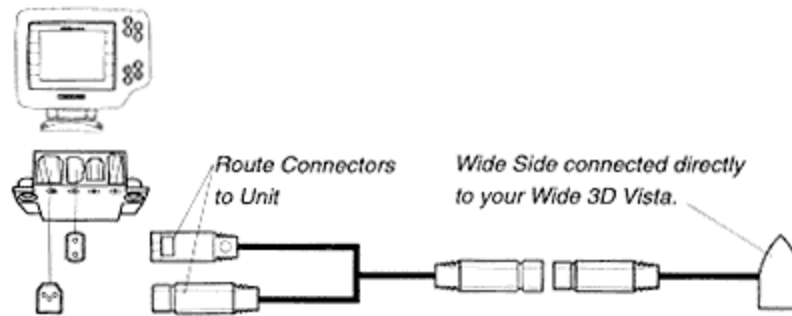 Route Connectors
to Unit
Wide Side connected directly
to your Wide 3D Vista.